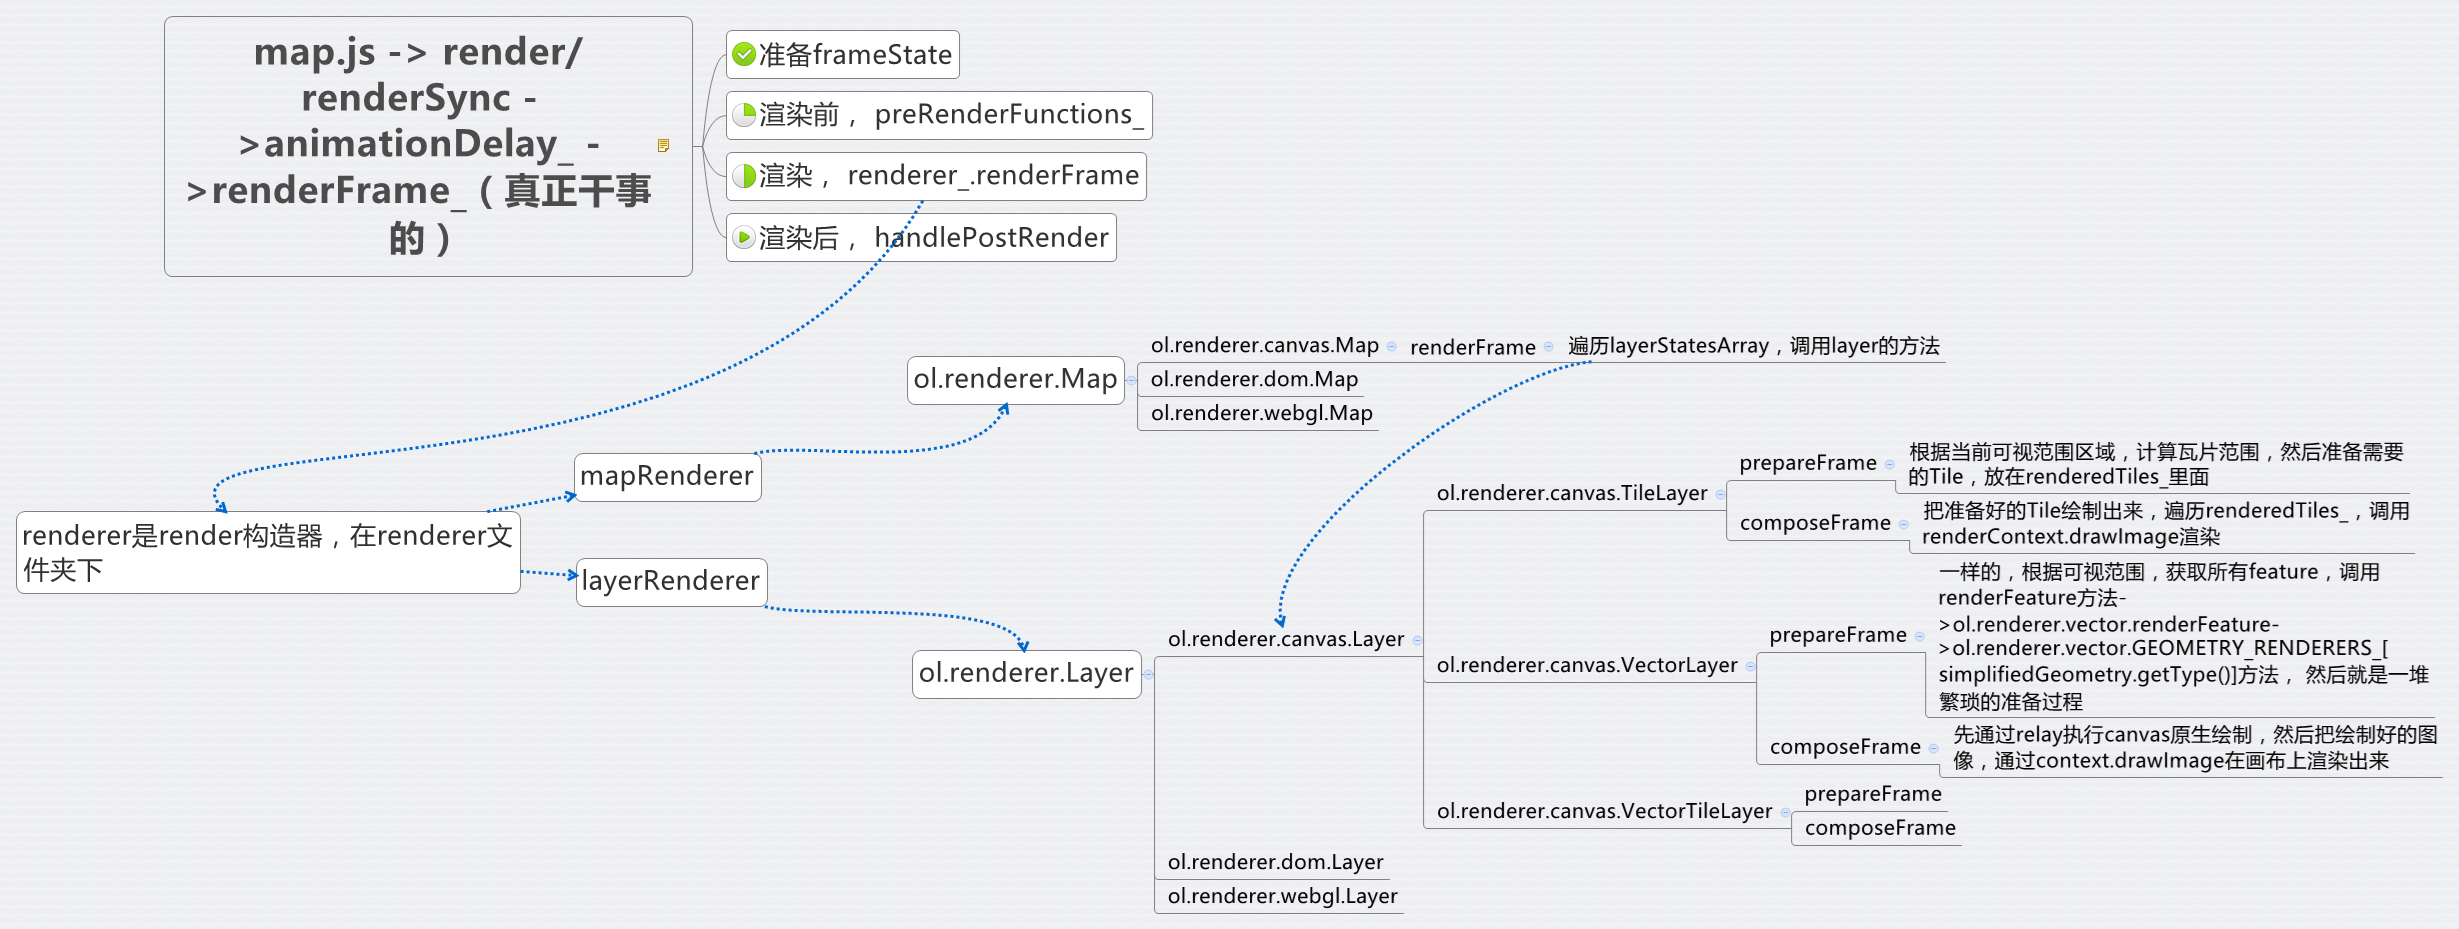 map.js -> render/
renderSync -
>animationDelay_ -
>renderFrame_（真正干事
的）
准备frameState
渲染前，preRenderFunctions_
渲染，renderer_.renderFrame
渲染后，handlePostRender
ol.renderer.Map
ol.renderer.canvas.Map
renderFrame
遍历layerStatesArray，调用layer的方法
ol.renderer.dom.Map
ol.renderer.webgl.Map
mapRenderer
renderer是render构造器，在renderer文
件夹下
layerRenderer
ol.renderer.Layer
ol.renderer.canvas.Layer
ol.renderer.canvas.TileLayer
prepareFrame
根据当前可视范围区域，计算瓦片范围，然后准备需要
的Tile，放在renderedTiles_里面
composeFrame
把准备好的Tile绘制出来，遍历renderedTiles_，调用
renderContext.drawImage渲染
ol.renderer.canvas.VectorLayer
prepareFrame
一样的，根据可视范围，获取所有feature，调用
renderFeature方法-
>ol.renderer.vector.renderFeature-
>ol.renderer.vector.GEOMETRY_RENDERERS_[
simplifiedGeometry.getType()]方法， 然后就是一堆
繁琐的准备过程
composeFrame
先通过relay执行canvas原生绘制，然后把绘制好的图
像，通过context.drawImage在画布上渲染出来
ol.renderer.canvas.VectorTileLayer
prepareFrame
composeFrame
ol.renderer.dom.Layer
ol.renderer.webgl.Layer